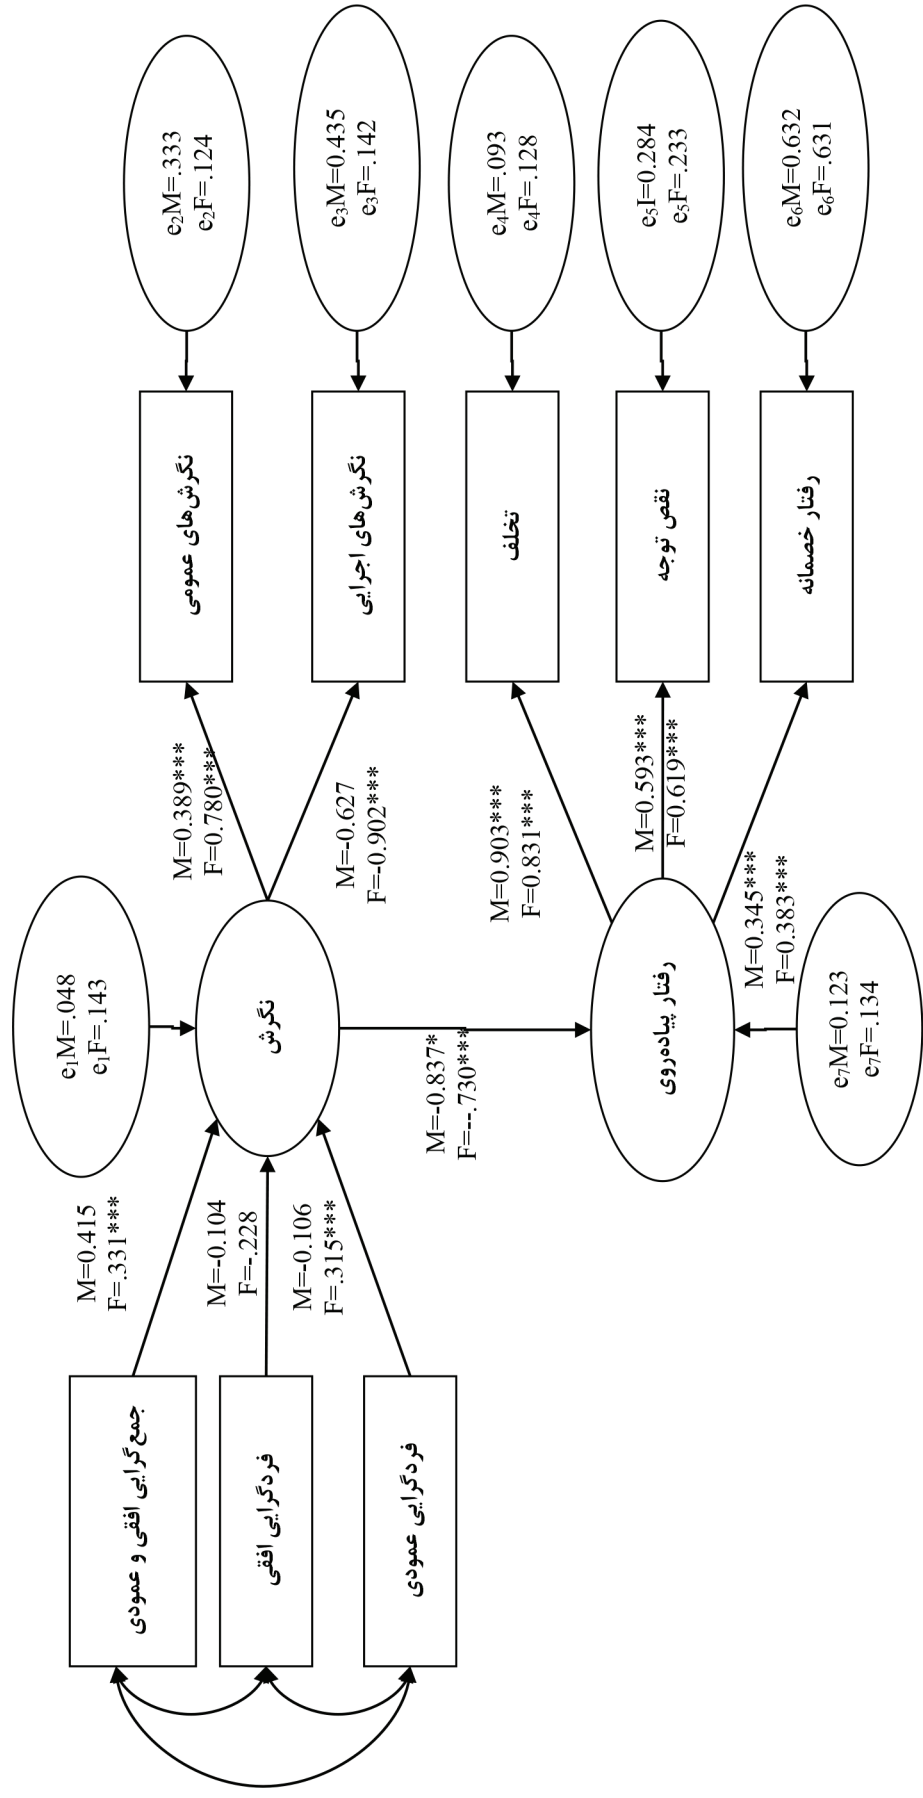 e₂M=.333
e₂F=.124
e₃M=0.435
e₃F=.142
e₄M=.093
e₄F=.128
e₅I=0.284
e₅F=.233
e₆M=0.632
e₆F=.631
نگرش‌های عمومی
نگرش‌های اجرایی
تخلف
نقص توجه
رفتار خصمانه
M=0.389***
F=0.780***
M=-0.627
F=-0.902***
M=0.903***
F=0.831***
M=0.593***
F=0.619***
M=0.345***
F=0.383***
e₁M=.048
e₁F=.143
نگرش
M=-0.837*
F=--.730***
رفتار پیاده‌روی
e₇M=0.123
e₇F=.134
M=0.415
F=.331***
M=-0.104
F=-.228
M=-0.106
F=.315***
جمع‌گرایی افقی و عمودی
فردگرایی افقی
فردگرایی عمودی